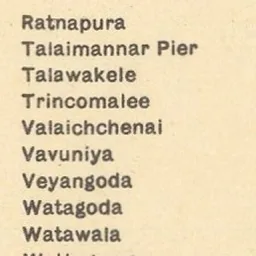 Ratnapura
Talaimannar Pier
Talawakele
Trincomalee
Valaichchenai
Vavuniya
Veyangoda
Watagoda
Watawala